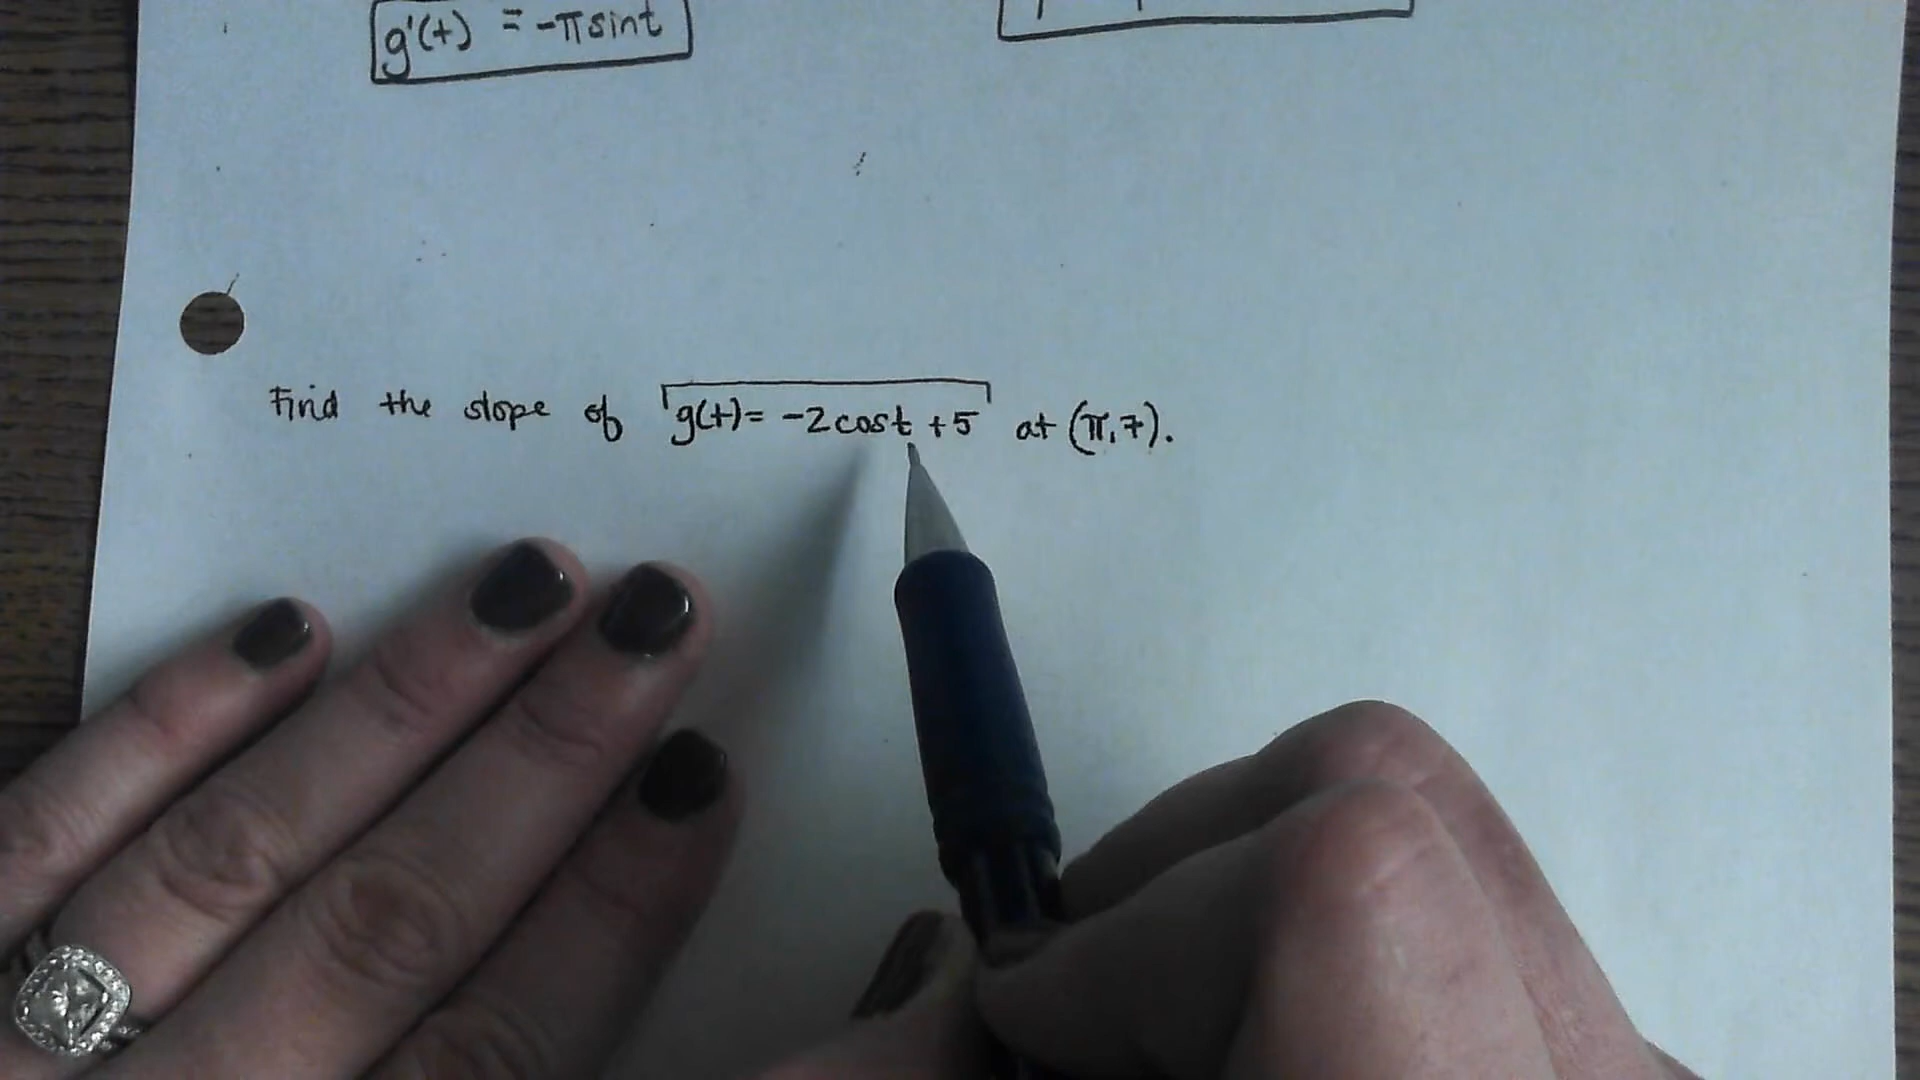 g'(t) = -πsint
Find the slope of g(t)= -2cost +5 at (π,7).